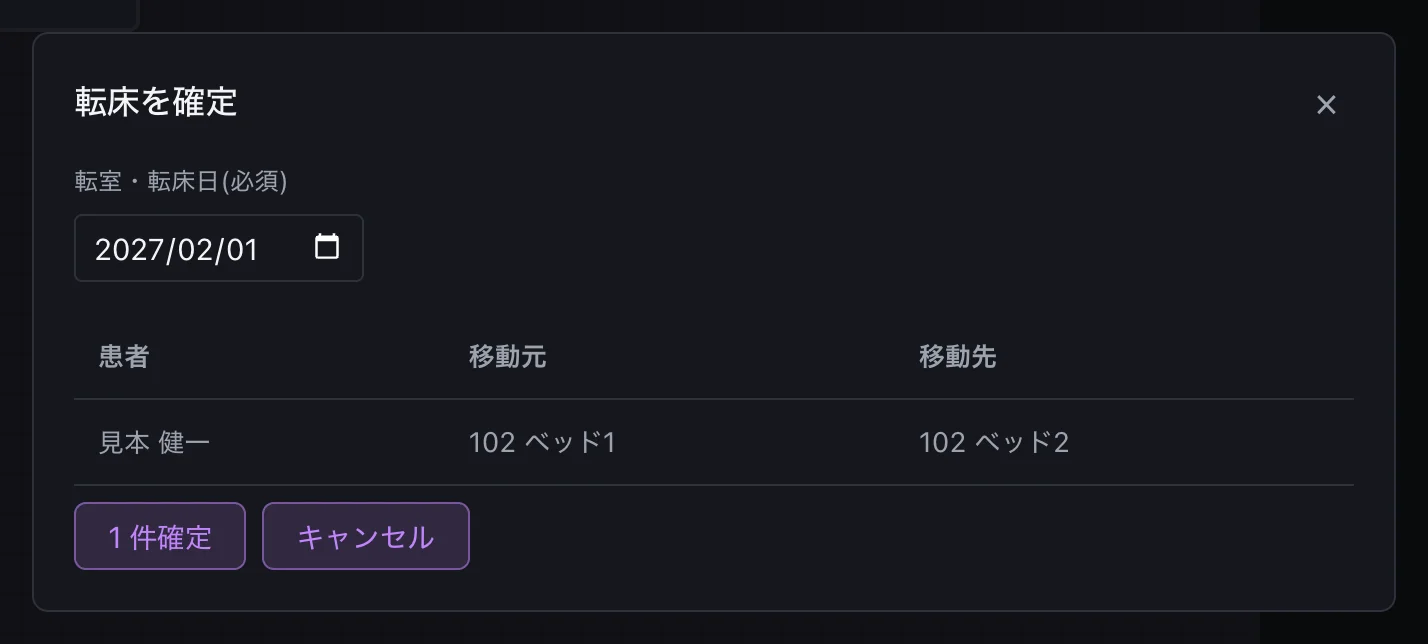 転床を確定
×
転室・転床日(必須)
2027/02/01
患者 移動元 移動先
見本 健一 102 ベッド1 102 ベッド2
1 件確定 キャンセル